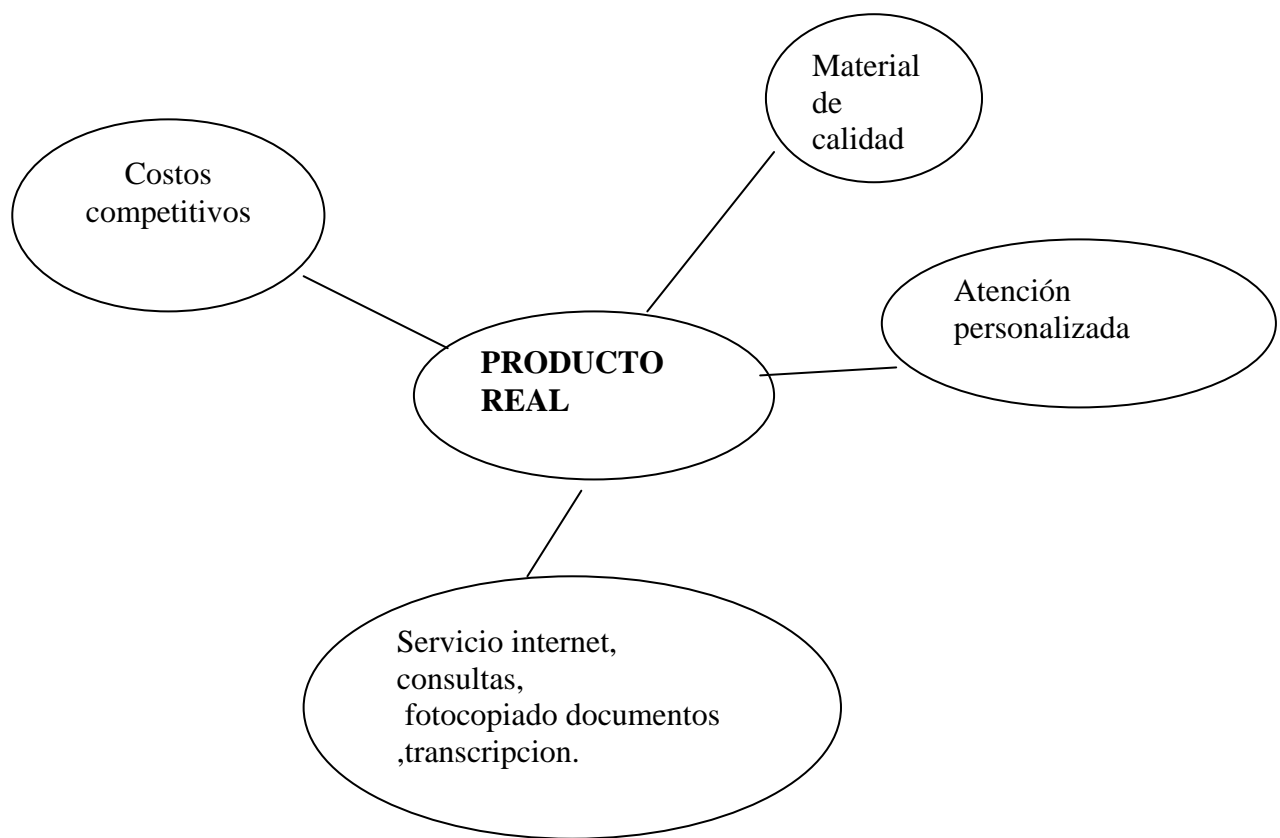 Material
de
calidad
Costos
competitivos
Atención
personalizada
PRODUCTO
REAL
Servicio internet,
consultas,
fotocopiado documentos
,transcripcion.